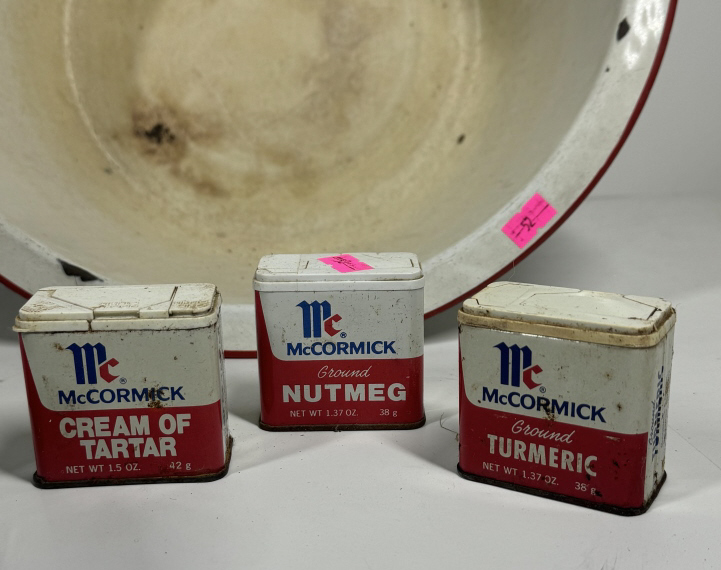 Mc®
McCORMICK
CREAM OF
TARTAR
NET WT 1.5 OZ. 42 g
Mc®
McCORMICK
Ground
NUTMEG
NET WT 1.37 OZ. 38 g
Mc®
McCORMICK
Ground
TURMERIC
NET WT 1.37 OZ. 38 g